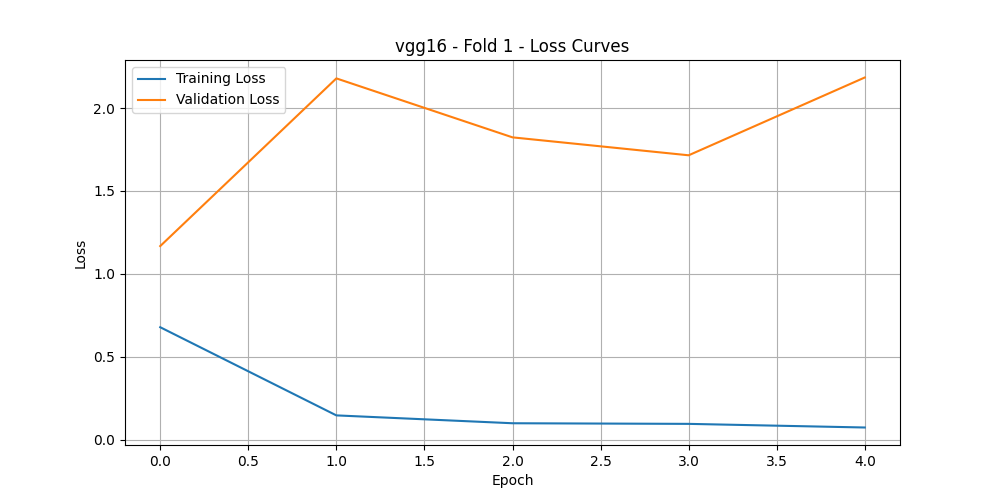 vgg16 - Fold 1 - Loss Curves
Training Loss
Validation Loss
2.0
1.5
1.0
0.5
0.0
Loss
0.0 0.5 1.0 1.5 2.0 2.5 3.0 3.5 4.0
Epoch